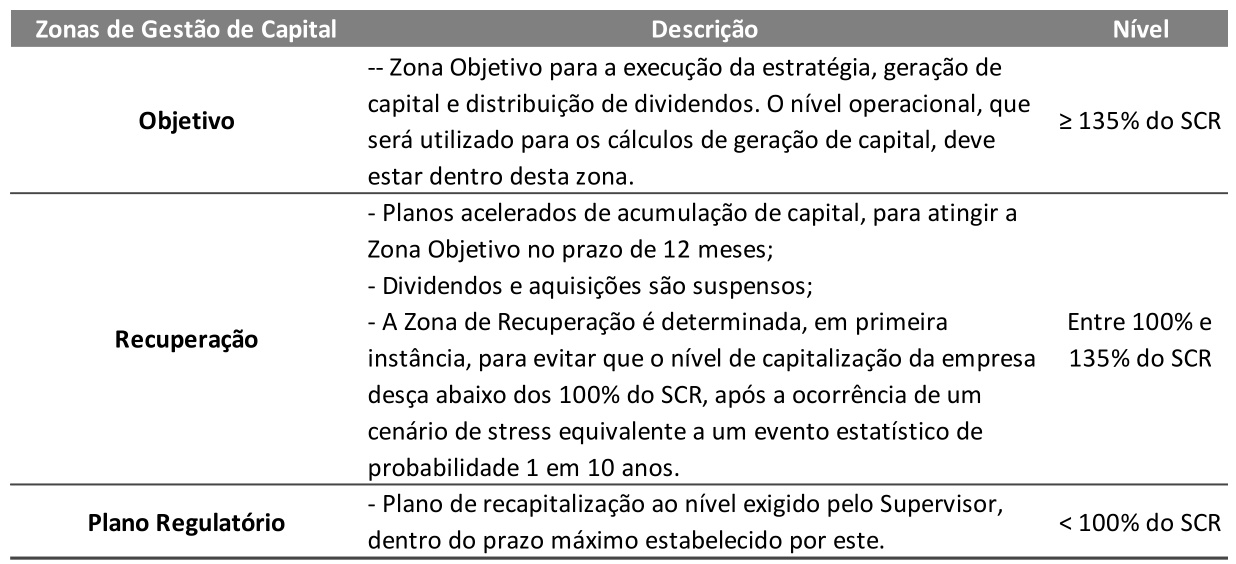 Zonas de Gestão de Capital Descrição Nível
-- Zona Objetivo para a execução da estratégia, geração de
capital e distribuição de dividendos. O nível operacional, que
Objetivo
≥ 135% do SCR
será utilizado para os cálculos de geração de capital, deve
estar dentro desta zona.
- Planos acelerados de acumulação de capital, para atingir a
Zona Objetivo no prazo de 12 meses;
- Dividendos e aquisições são suspensos;
- A Zona de Recuperação é determinada, em primeira
Recuperação
instância, para evitar que o nível de capitalização da empresa
desça abaixo dos 100% do SCR, após a ocorrência de um
cenário de stress equivalente a um evento estatístico de
probabilidade 1 em 10 anos.
Entre 100% e
135% do SCR
Plano Regulatório
- Plano de recapitalização ao nível exigido pelo Supervisor,
dentro do prazo máximo estabelecido por este.
< 100% do SCR